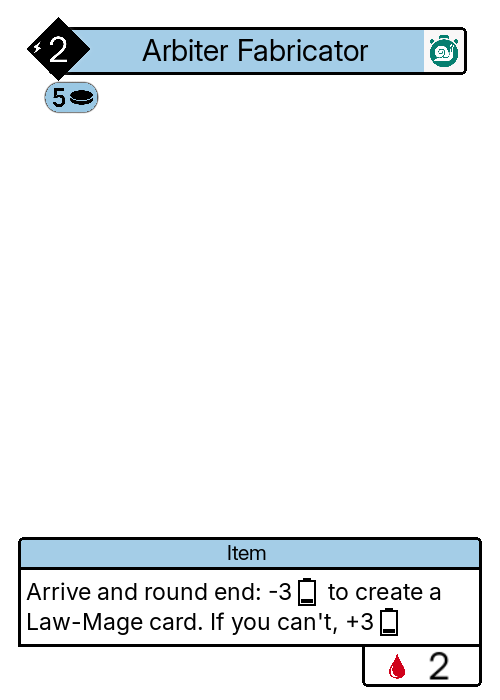 2
Arbiter Fabricator
5
Item
Arrive and round end: -3 to create a
Law-Mage card. If you can't, +3
2